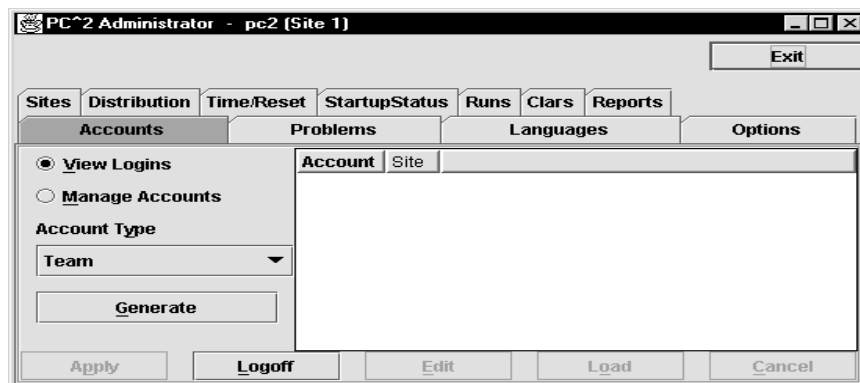 PC^2 Administrator - pc2 (Site 1)
Exit
Sites Distribution Time/Reset StartupStatus Runs Clars Reports
Accounts Problems Languages Options
View Logins
Account Site
Manage Accounts
Account Type
Team
Generate
Apply Logoff Edit Load Cancel